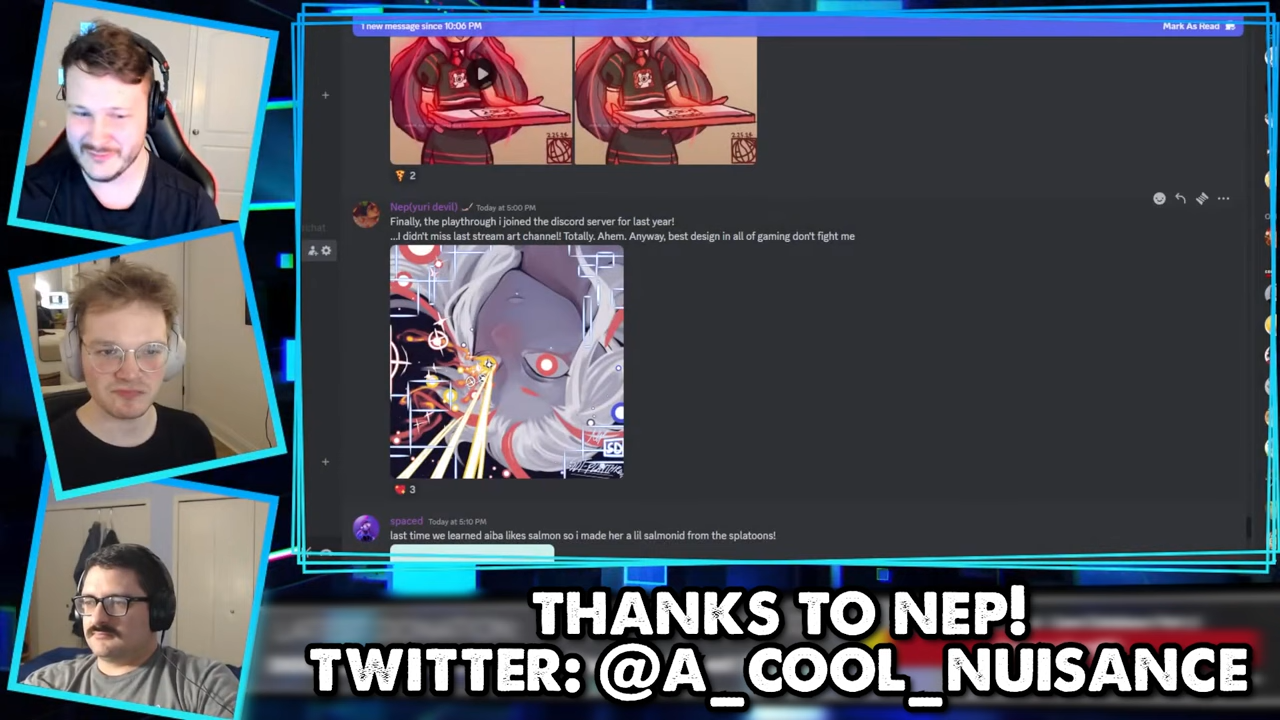 1 new message since 10:06 PM
Mark As Read
2
Nep(yuri devil) Today at 5:00 PM
Finally, the playthrough i joined the discord server for last year!
...I didn't miss last stream art channel! Totally. Ahem. Anyway, best design in all of gaming don't fight me
3
spaced Today at 5:10 PM
last time we learned aiba likes salmon so i made her a lil salmonid from the splatoons!
THANKS TO NEP!
TWITTER: @A_COOL_NUISANCE